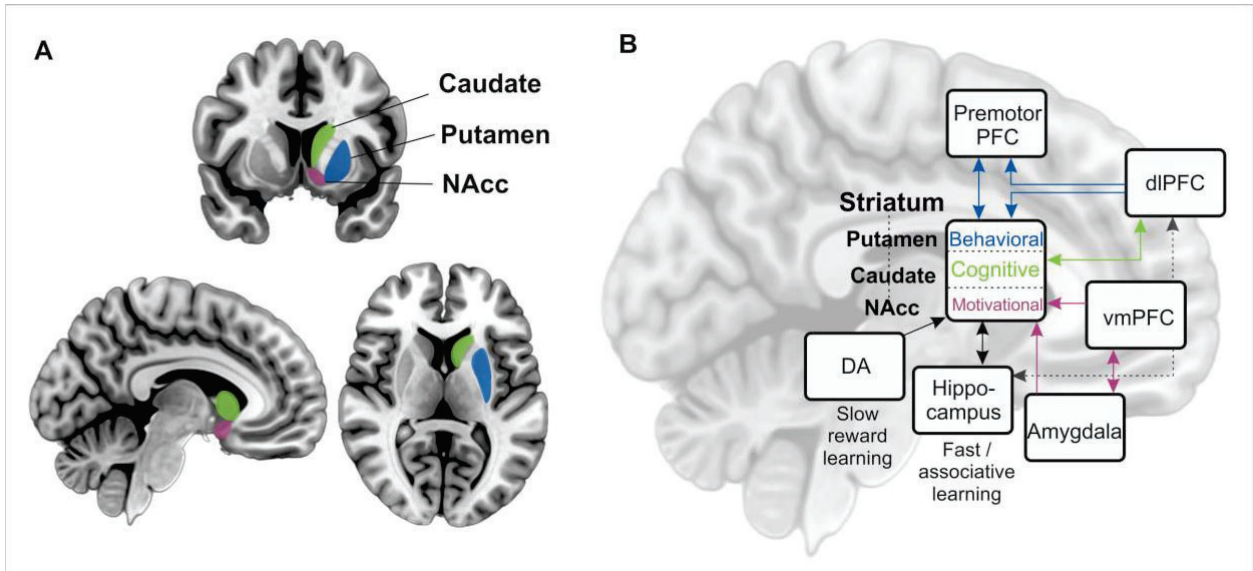 A
Caudate
Putamen
NAcc
B
Premotor
PFC
dlPFC
Striatum
Putamen
Behavioral
Caudate
Cognitive
NAcc
Motivational
vmPFC
DA
Slow
reward
learning
Hippo-
campus
Fast /
associative
learning
Amygdala